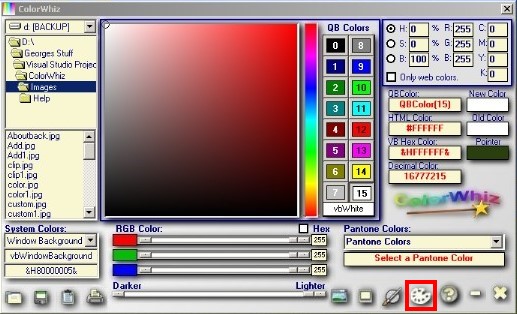 ColorWhiz
d: [BACKUP]
D:\
Georges Stuff
Visual Studio Projec
ColorWhiz
Images
Help
Aboutback.jpg
Add.jpg
Add1.jpg
clip.jpg
clip1.jpg
color.jpg
color1.jpg
custom.jpg
custom1.jpg
QB Colors
0 8
1 9
2 10
3 11
4 12
5 13
6 14
7 15
vbWhite
H: 0 % R: 255 C: 0
S: 0 % G: 255 M: 0
B: 100 % B: 255 Y: 0
K: 0
Only web colors.
QBColor: New Color
QBColor(15)
HTML Color: Old Color
#FFFFFF
VB Hex Color: Pointer
&HFFFFFF&
Decimal Color:
16777215
ColorWhiz
System Colors:
Window Background
vbWindowBackground
&H80000005&
RGB Color: Hex
255
255
255
Darker Lighter
Pantone Colors:
Pantone Colors
Select a Pantone Color